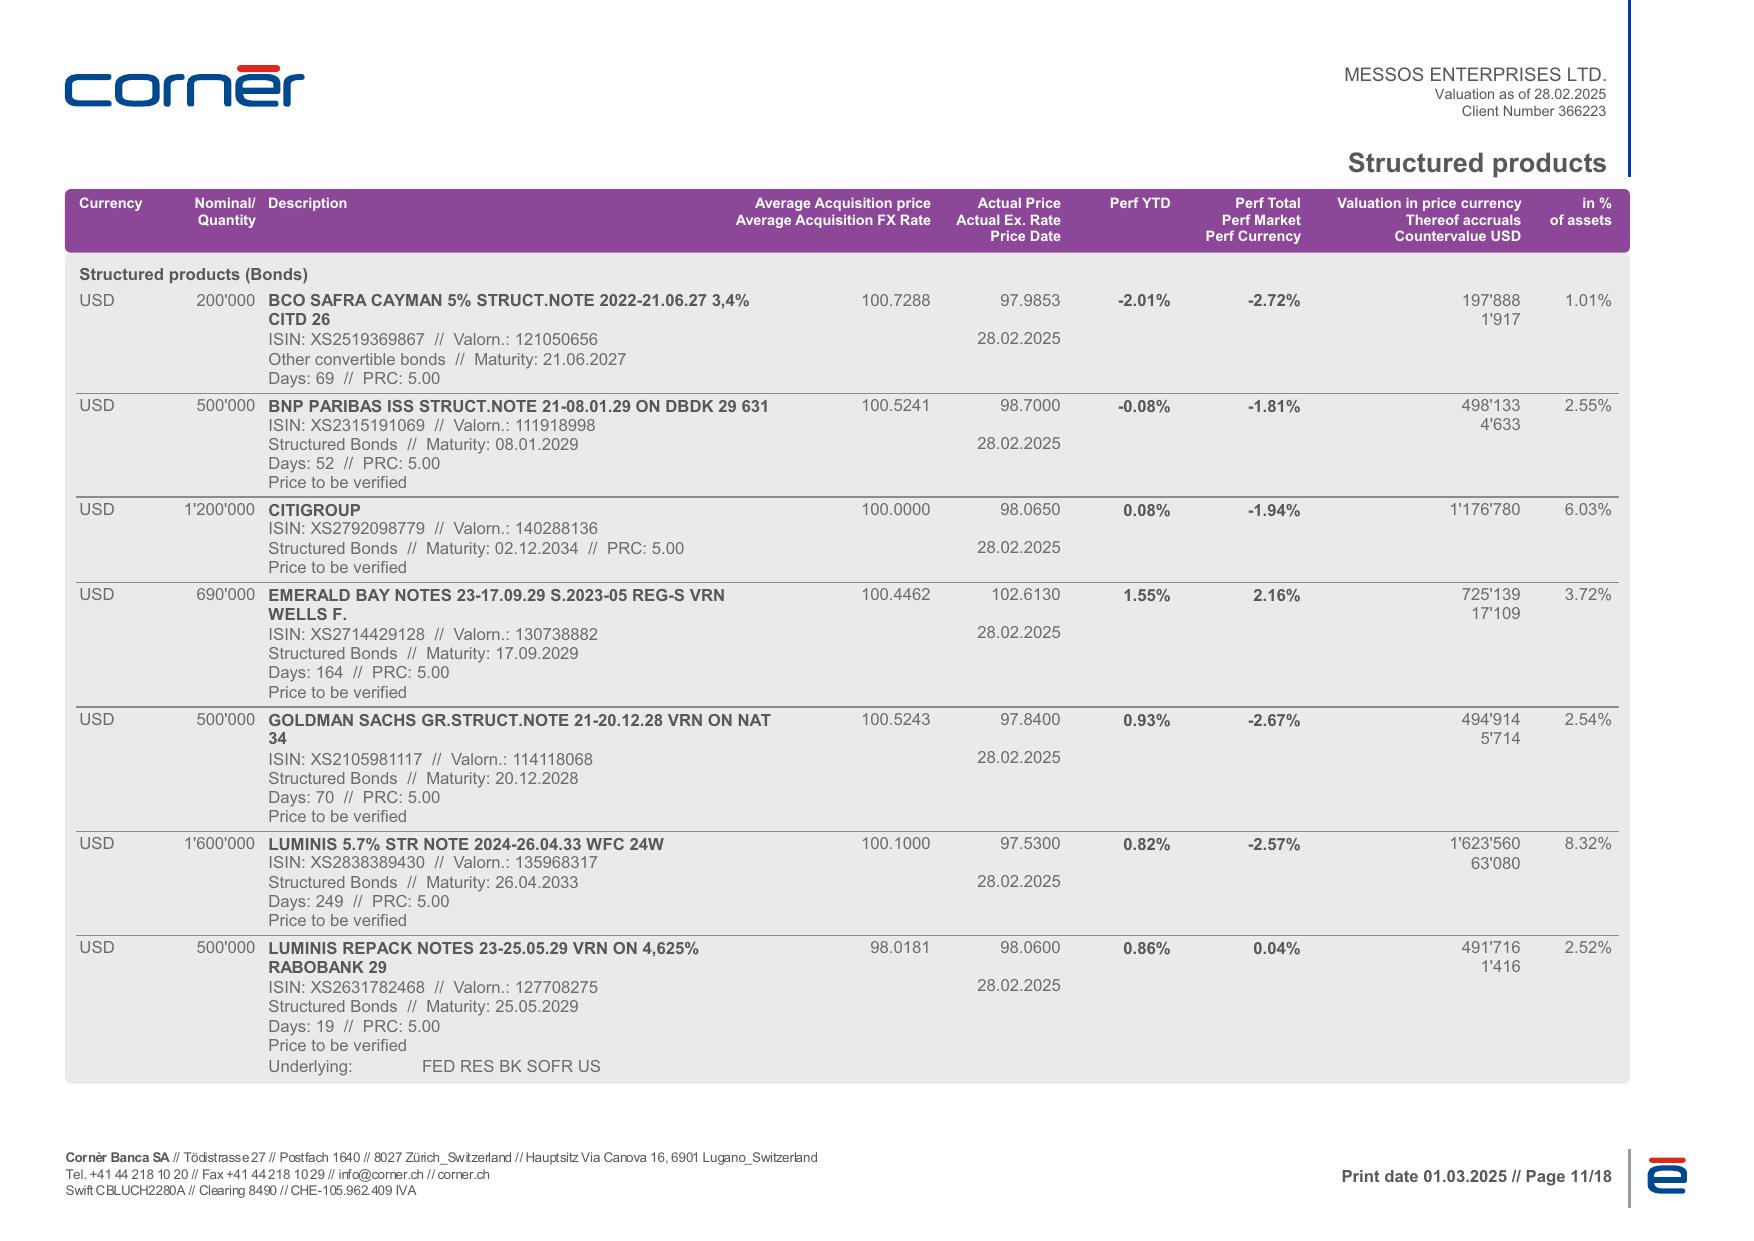 cornèr
MESSOS ENTERPRISES LTD.
Valuation as of 28.02.2025
Client Number 366223
Structured products
Currency Nominal/ Description Average Acquisition price Actual Price Perf YTD Perf Total Valuation in price currency in %
Quantity Average Acquisition FX Rate Actual Ex. Rate Perf Market Thereof accruals of assets
Price Date Perf Currency Countervalue USD
Structured products (Bonds)
USD 200'000 BCO SAFRA CAYMAN 5% STRUCT.NOTE 2022-21.06.27 3,4% 100.7288 97.9853 -2.01% -2.72% 197'888 1.01%
CITD 26 1'917
ISIN: XS2519369867 // Valorn.: 121050656 28.02.2025
Other convertible bonds // Maturity: 21.06.2027
Days: 69 // PRC: 5.00
USD 500'000 BNP PARIBAS ISS STRUCT.NOTE 21-08.01.29 ON DBDK 29 631 100.5241 98.7000 -0.08% -1.81% 498'133 2.55%
ISIN: XS2315191069 // Valorn.: 111918998 4'633
Structured Bonds // Maturity: 08.01.2029 28.02.2025
Days: 52 // PRC: 5.00
Price to be verified
USD 1'200'000 CITIGROUP 100.0000 98.0650 0.08% -1.94% 1'176'780 6.03%
ISIN: XS2792098779 // Valorn.: 140288136
Structured Bonds // Maturity: 02.12.2034 // PRC: 5.00 28.02.2025
Price to be verified
USD 690'000 EMERALD BAY NOTES 23-17.09.29 S.2023-05 REG-S VRN 100.4462 102.6130 1.55% 2.16% 725'139 3.72%
WELLS F. 17'109
ISIN: XS2714429128 // Valorn.: 130738882 28.02.2025
Structured Bonds // Maturity: 17.09.2029
Days: 164 // PRC: 5.00
Price to be verified
USD 500'000 GOLDMAN SACHS GR.STRUCT.NOTE 21-20.12.28 VRN ON NAT 100.5243 97.8400 0.93% -2.67% 494'914 2.54%
34 5'714
ISIN: XS2105981117 // Valorn.: 114118068 28.02.2025
Structured Bonds // Maturity: 20.12.2028
Days: 70 // PRC: 5.00
Price to be verified
USD 1'600'000 LUMINIS 5.7% STR NOTE 2024-26.04.33 WFC 24W 100.1000 97.5300 0.82% -2.57% 1'623'560 8.32%
ISIN: XS2838389430 // Valorn.: 135968317 63'080
Structured Bonds // Maturity: 26.04.2033 28.02.2025
Days: 249 // PRC: 5.00
Price to be verified
USD 500'000 LUMINIS REPACK NOTES 23-25.05.29 VRN ON 4,625% 98.0181 98.0600 0.86% 0.04% 491'716 2.52%
RABOBANK 29 1'416
ISIN: XS2631782468 // Valorn.: 127708275 28.02.2025
Structured Bonds // Maturity: 25.05.2029
Days: 19 // PRC: 5.00
Price to be verified
Underlying: FED RES BK SOFR US
Cornèr Banca SA // Tödistrasse 27 // Postfach 1640 // 8027 Zürich_Switzerland // Hauptsitz Via Canova 16, 6901 Lugano_Switzerland
Tel. +41 44 218 10 20 // Fax +41 44 218 10 29 // info@corner.ch // corner.ch
Swift CBLUCH2280A // Clearing 8490 // CHE-105.962.409 IVA
Print date 01.03.2025 // Page 11/18